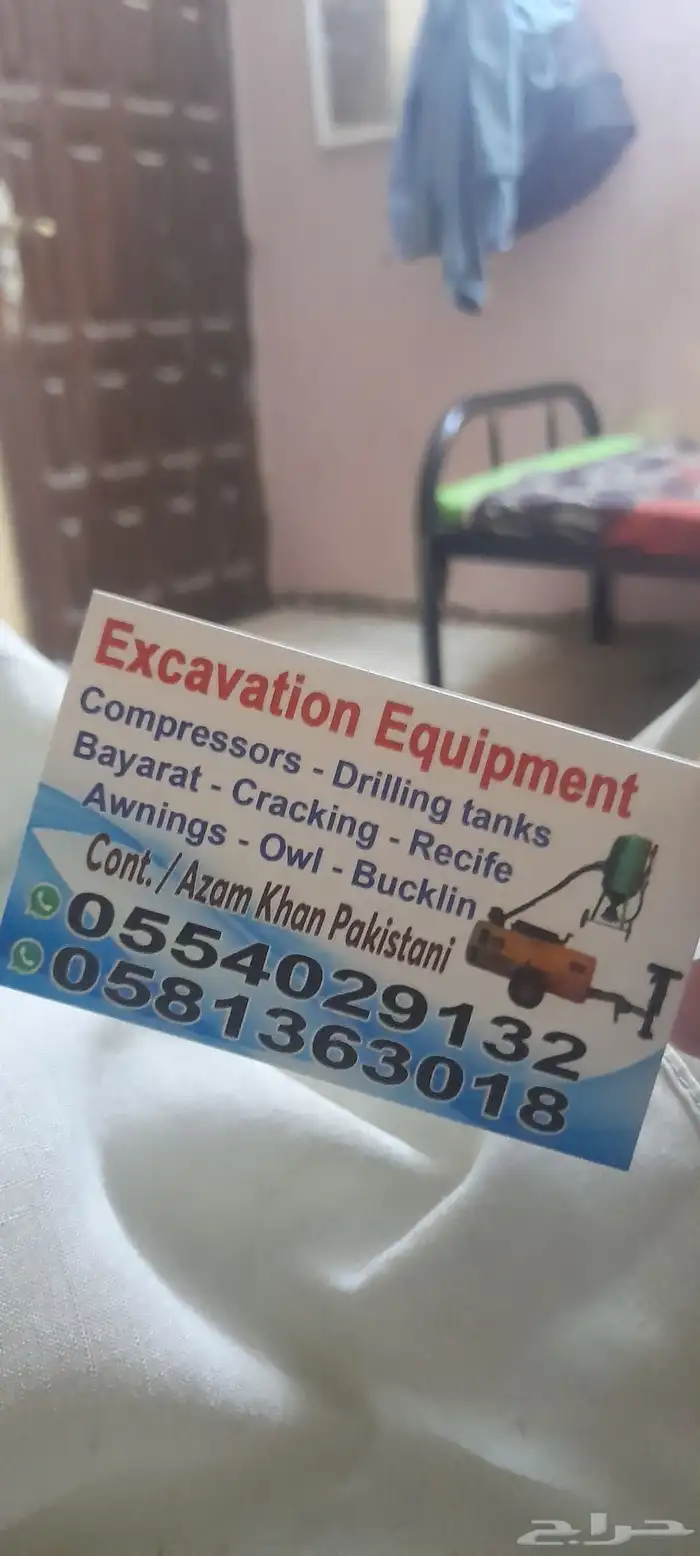 Excavation Equipment
Compressors - Drilling tanks
Bayarat - Cracking - Recife
Awnings - Owl - Bucklin
Cont. / Azam Khan Pakistani
0554029132
0581363018
حراج